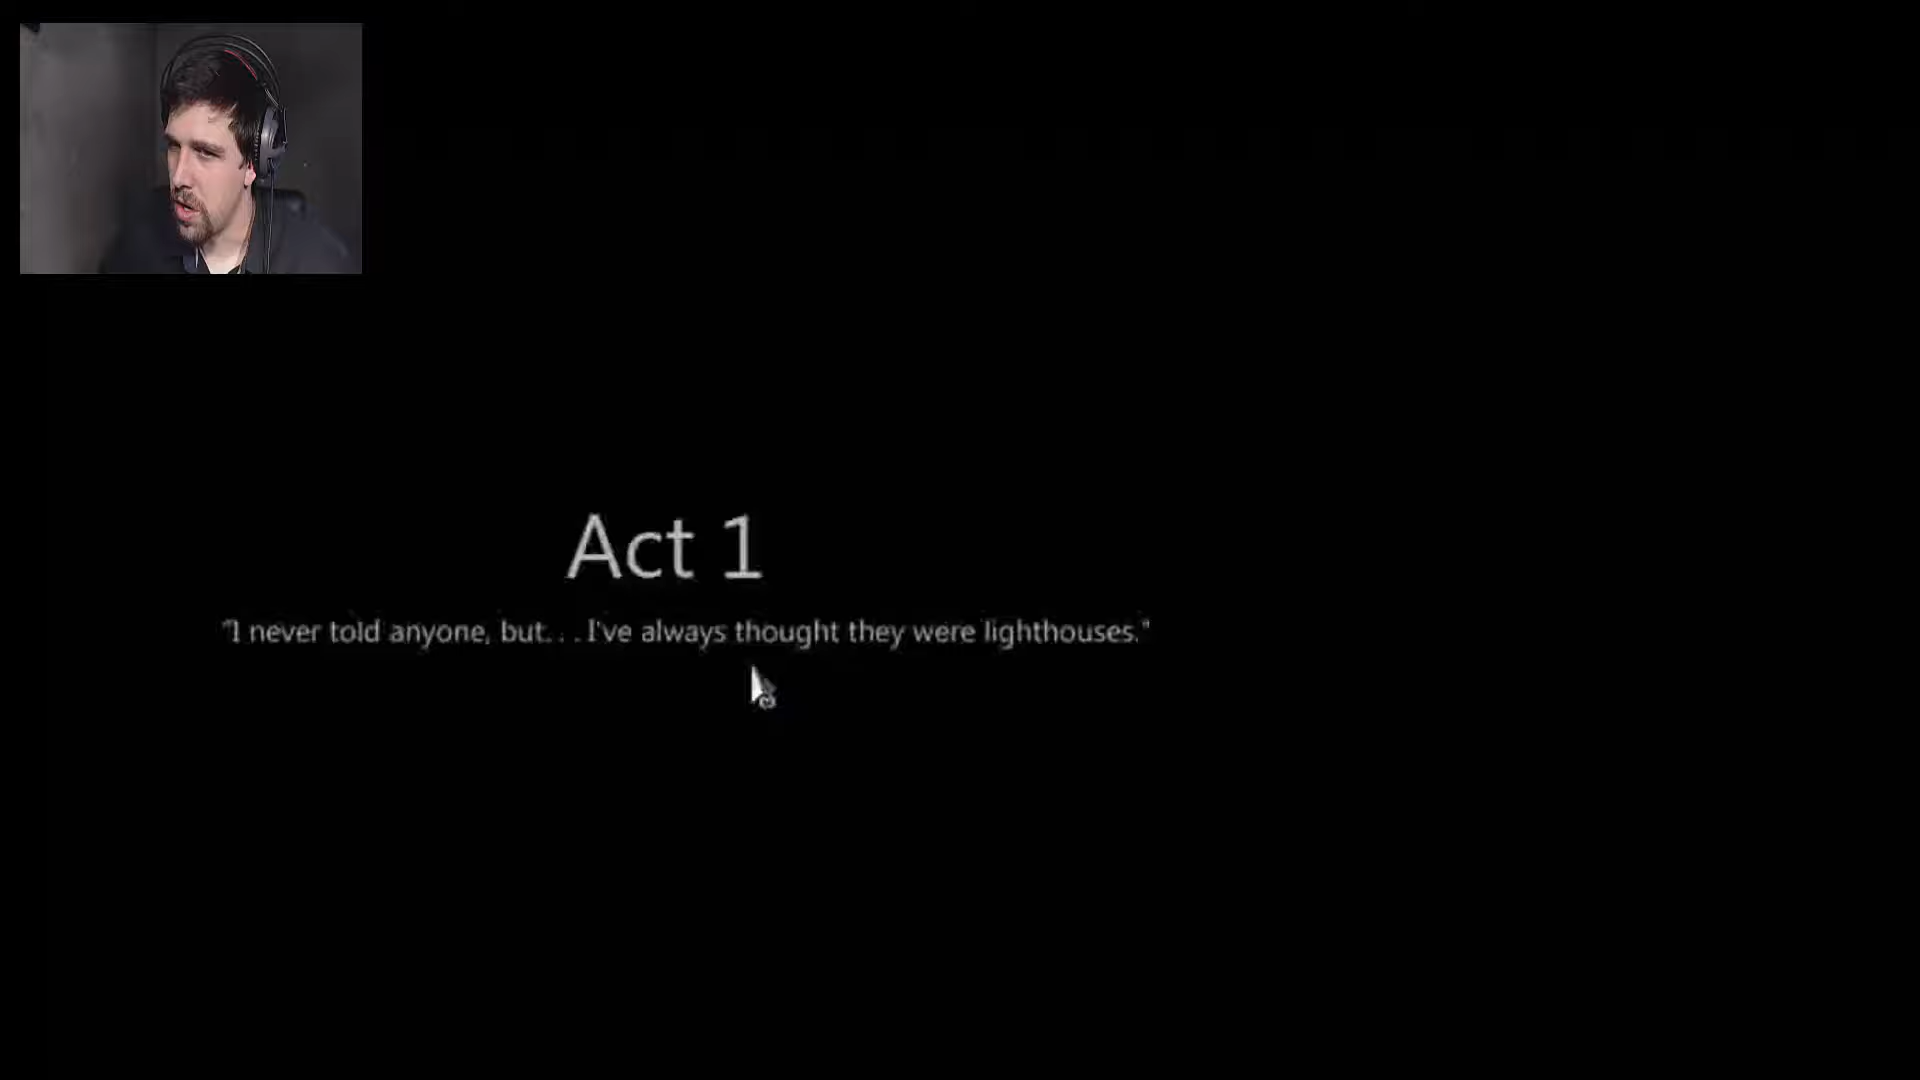 Act 1
"I never told anyone, but. . . I've always thought they were lighthouses."